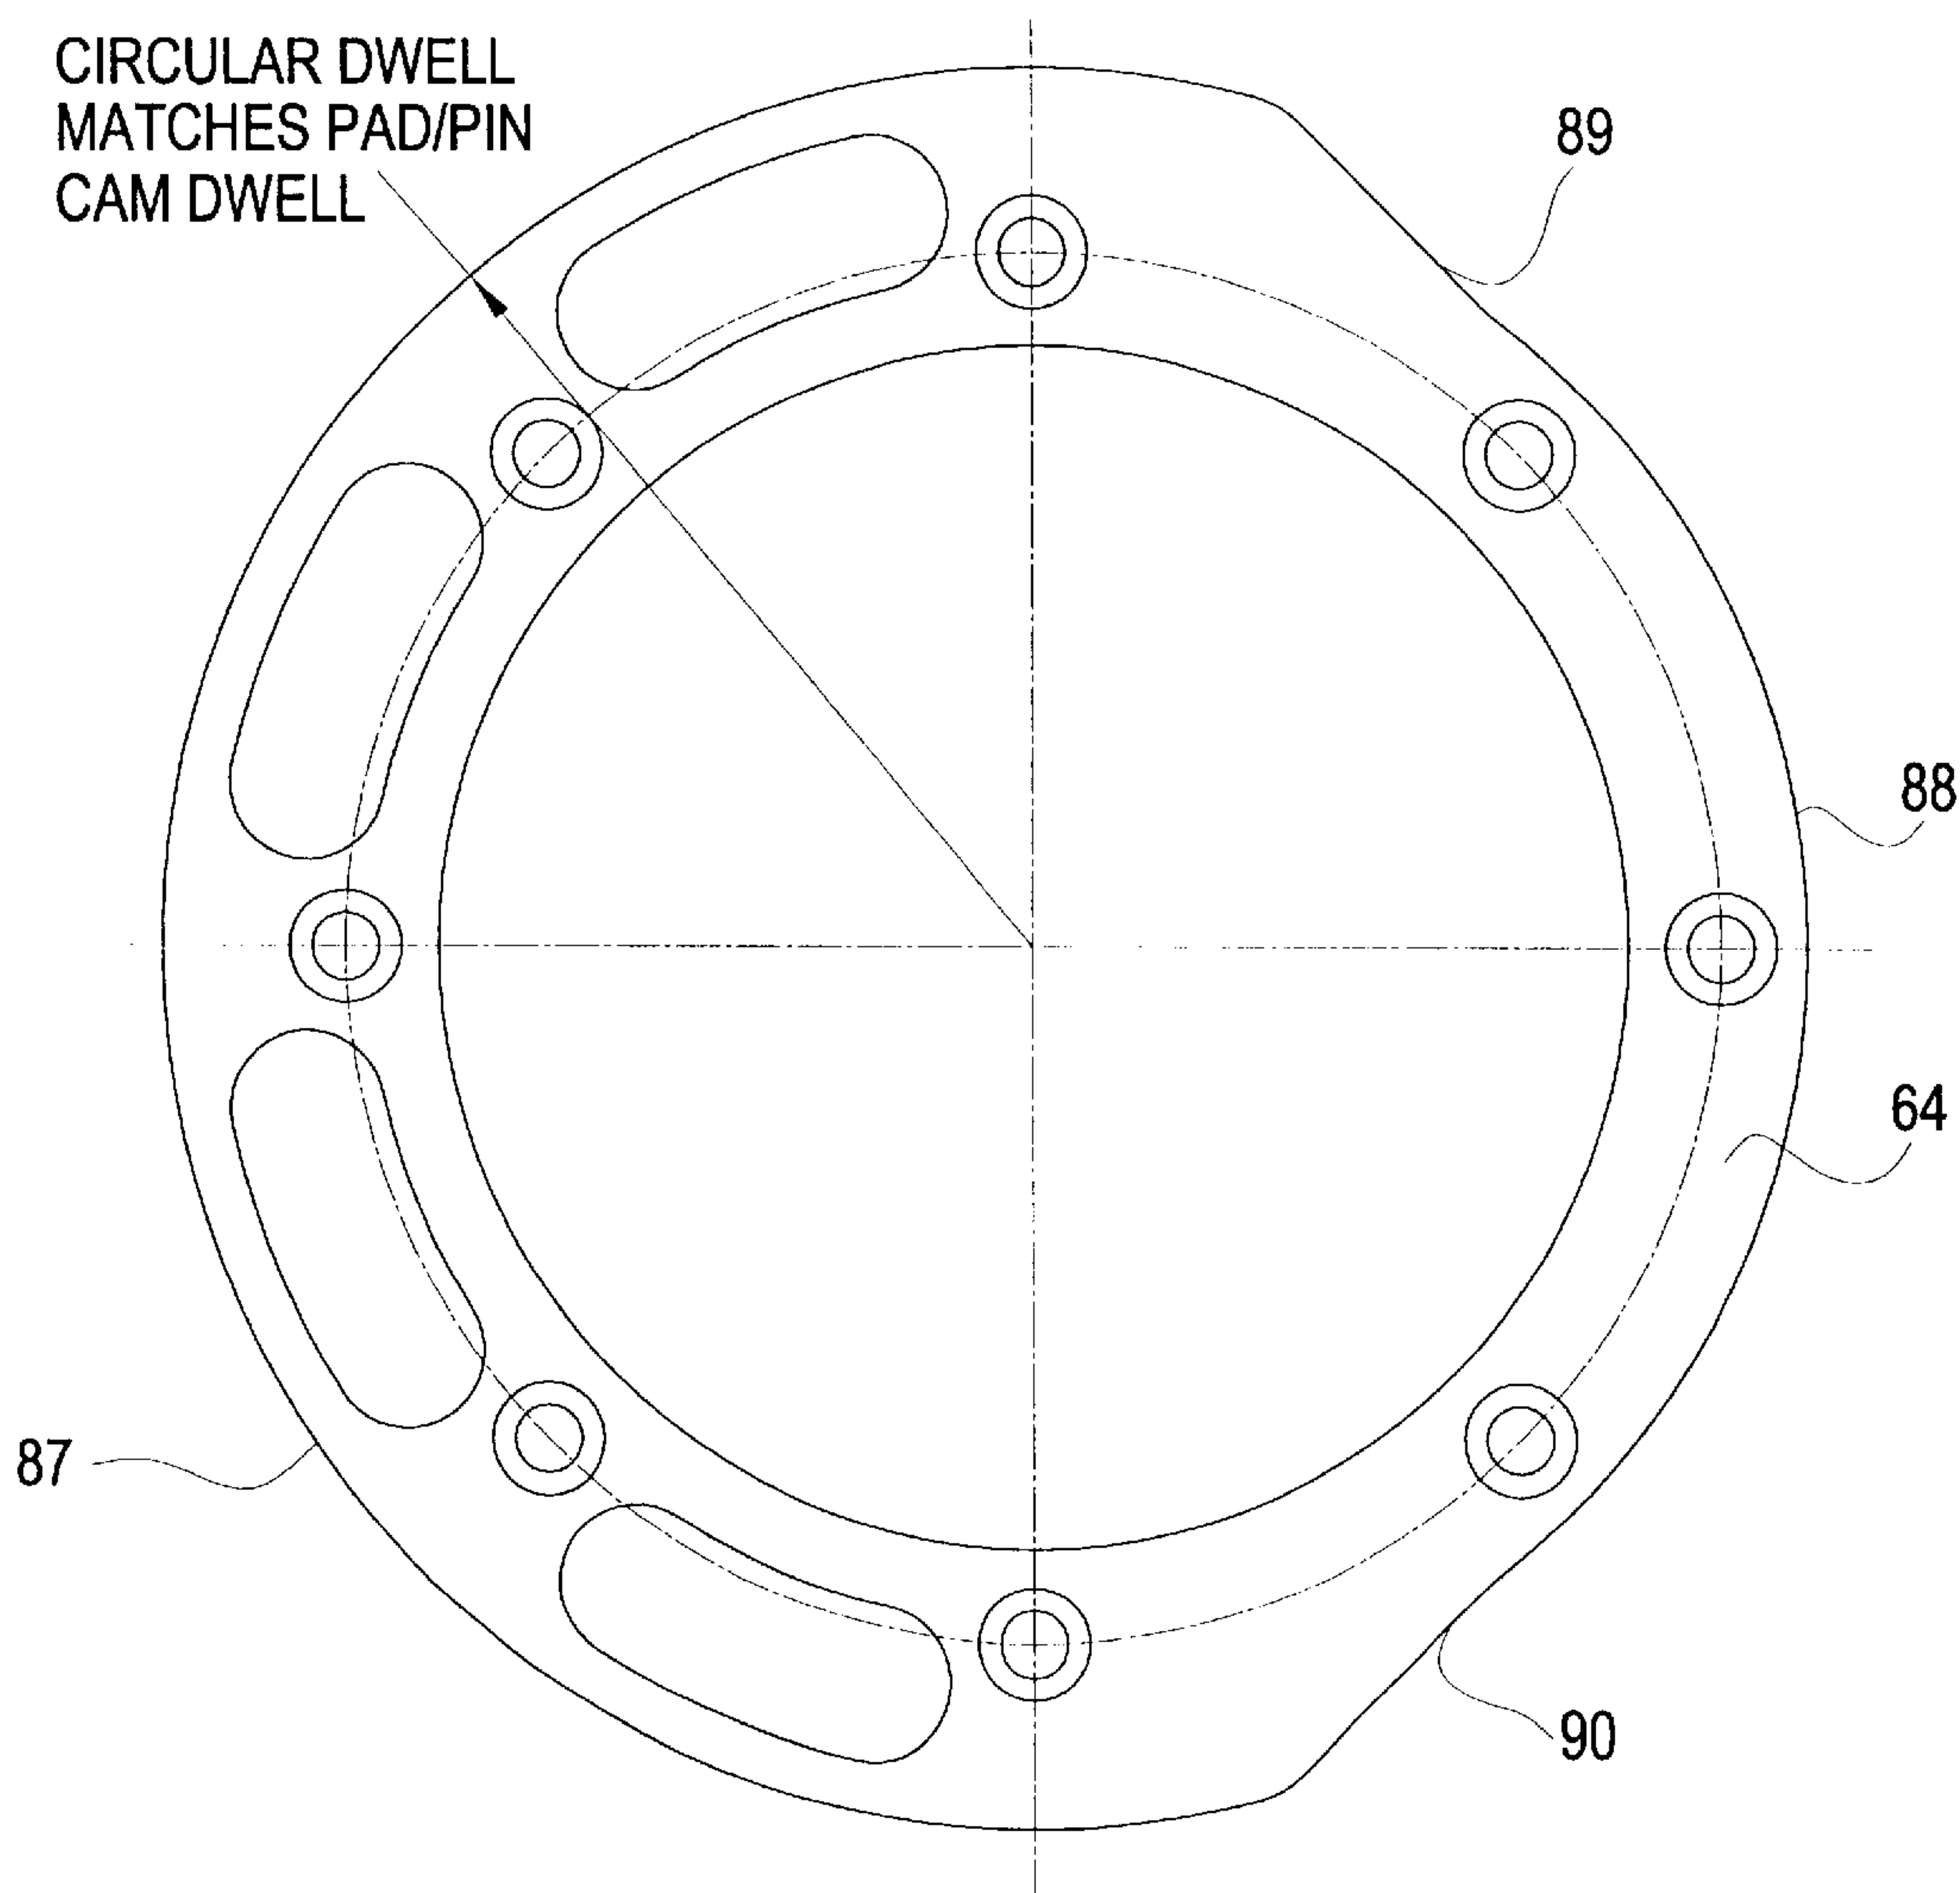 CIRCULAR DWELL
MATCHES PAD/PIN
CAM DWELL
89
88
64
87
90